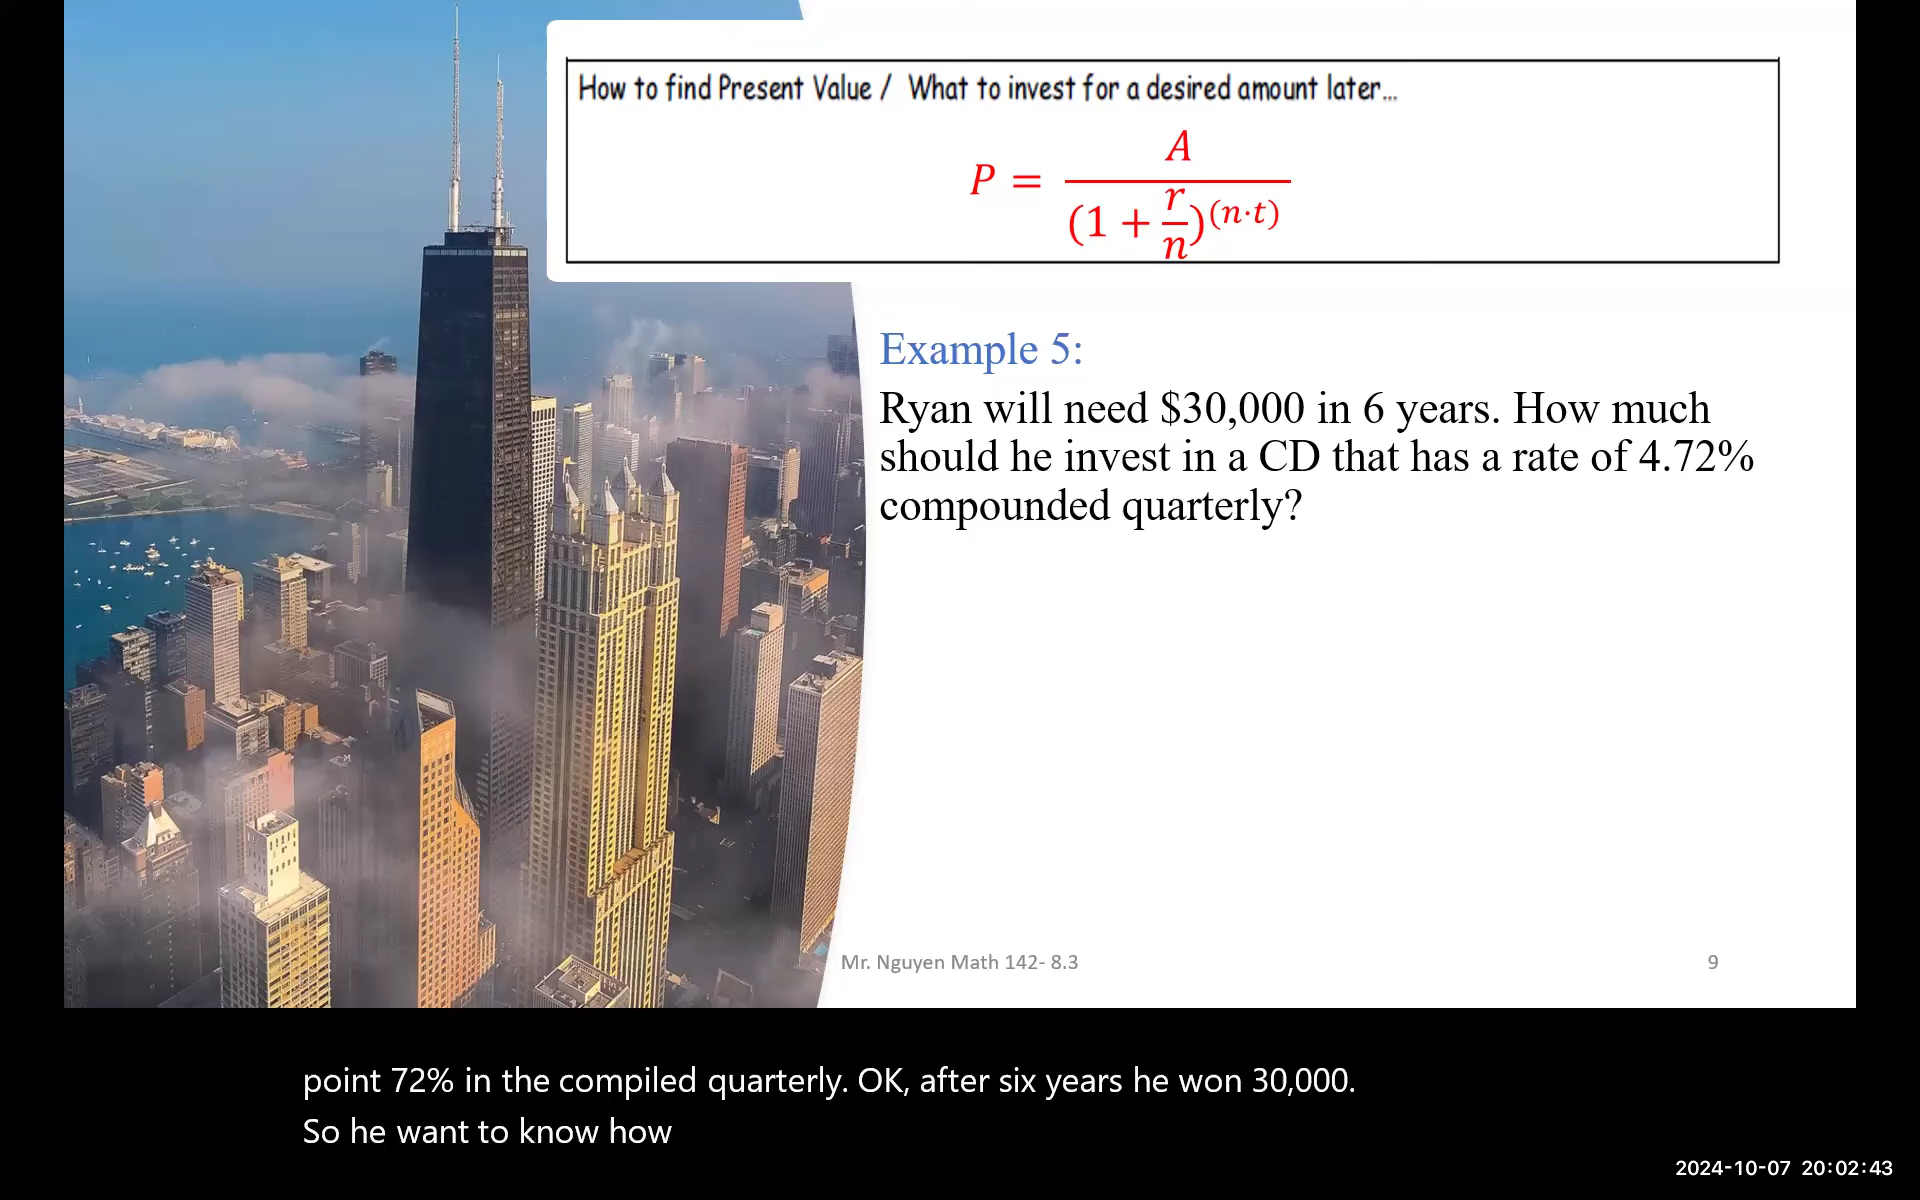 How to find Present Value / What to invest for a desired amount later...
P = A / (1 + r/n)^(n·t)
Example 5:
Ryan will need $30,000 in 6 years. How much
should he invest in a CD that has a rate of 4.72%
compounded quarterly?
Mr. Nguyen Math 142- 8.3
9
point 72% in the compiled quarterly. OK, after six years he won 30,000.
So he want to know how
2024-10-07 20:02:43